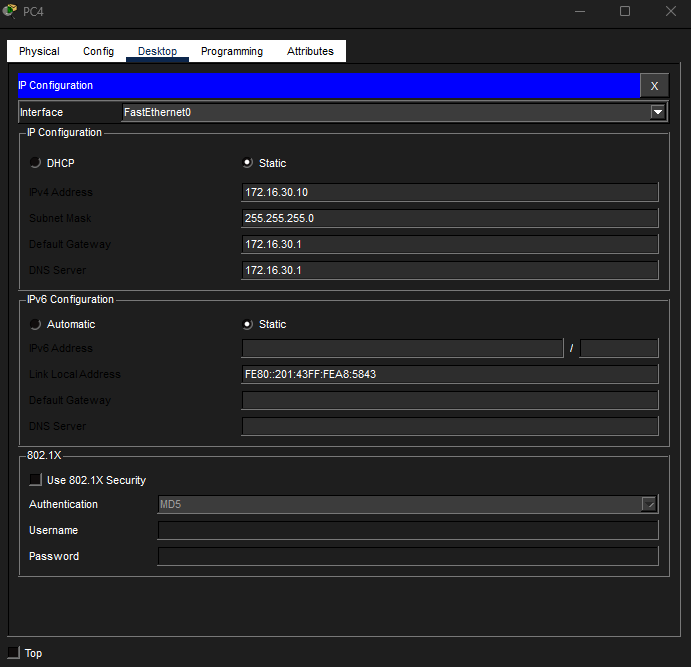 PC4
Physical Config Desktop Programming Attributes
IP Configuration X
Interface FastEthernet0
IP Configuration
DHCP Static
IPv4 Address 172.16.30.10
Subnet Mask 255.255.255.0
Default Gateway 172.16.30.1
DNS Server 172.16.30.1
IPv6 Configuration
Automatic Static
IPv6 Address /
Link Local Address FE80::201:43FF:FEA8:5843
Default Gateway
DNS Server
802.1X
Use 802.1X Security
Authentication MD5
Username
Password
Top